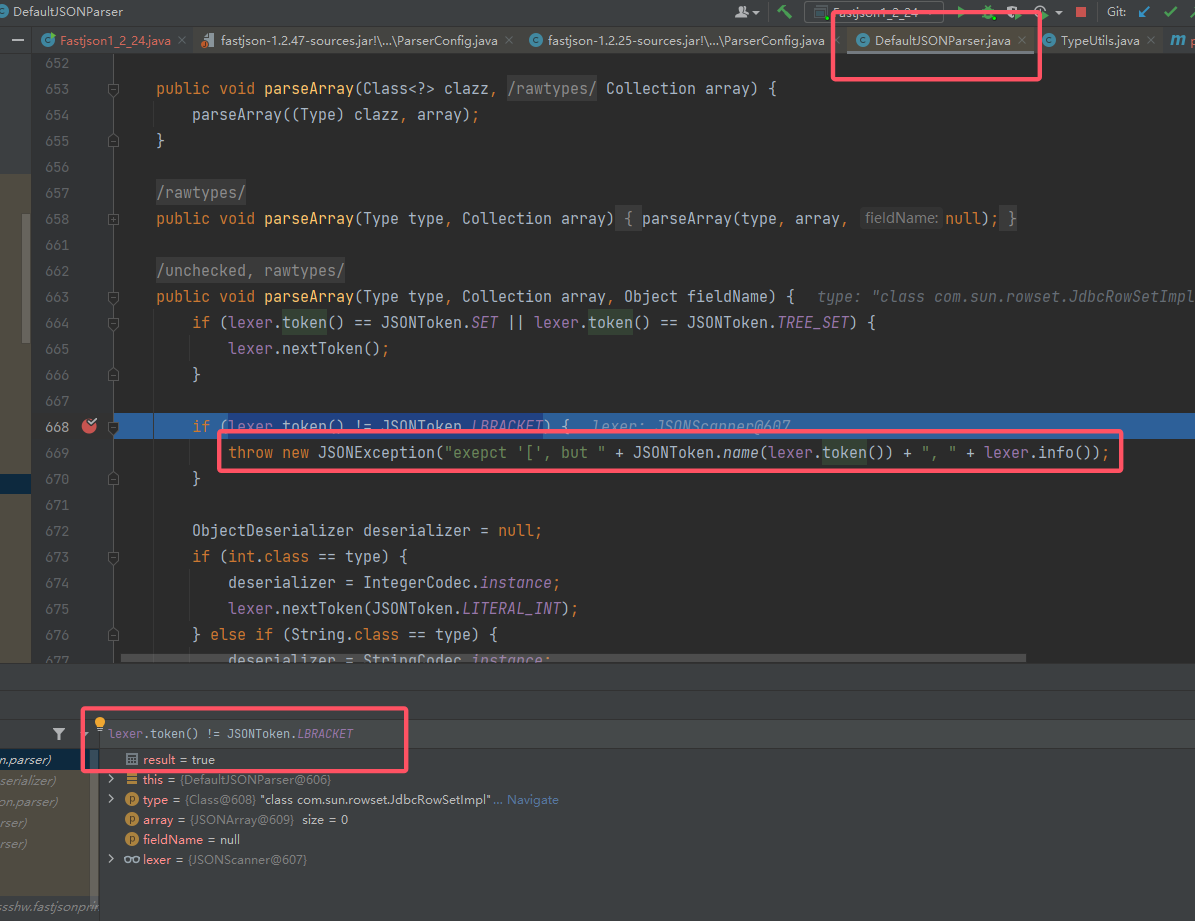 DefaultJSONParser
Fastjson1_2_24
Git:
Fastjson1_2_24.java
fastjson-1.2.47-sources.jar!\...\ParserConfig.java
fastjson-1.2.25-sources.jar!\...\ParserConfig.java
DefaultJSONParser.java
TypeUtils.java
m
652
653 public void parseArray(Class<?> clazz, /rawtypes/ Collection array) {
654 parseArray((Type) clazz, array);
655 }
656
657 /rawtypes/
658 public void parseArray(Type type, Collection array) { parseArray(type, array, fieldName: null); }
661
662 /unchecked, rawtypes/
663 public void parseArray(Type type, Collection array, Object fieldName) { type: "class com.sun.rowset.JdbcRowSetImpl
664 if (lexer.token() == JSONToken.SET || lexer.token() == JSONToken.TREE_SET) {
665 lexer.nextToken();
666 }
667
668 if (lexer.token() != JSONToken.LBRACKET) { lexer: JSONScanner@607
669 throw new JSONException("exepct '[', but " + JSONToken.name(lexer.token()) + ", " + lexer.info());
670 }
671
672 ObjectDeserializer deserializer = null;
673 if (int.class == type) {
674 deserializer = IntegerCodec.instance;
675 lexer.nextToken(JSONToken.LITERAL_INT);
676 } else if (String.class == type) {
677 deserializer = StringCodec.instance;
lexer.token() != JSONToken.LBRACKET
n.parser)
result = true
serializer)
this = {DefaultJSONParser@606}
on.parser)
type = {Class@608} "class com.sun.rowset.JdbcRowSetImpl"... Navigate
rser)
array = {JSONArray@609} size = 0
rser)
fieldName = null
lexer = {JSONScanner@607}
ssshw.fastjsonprir